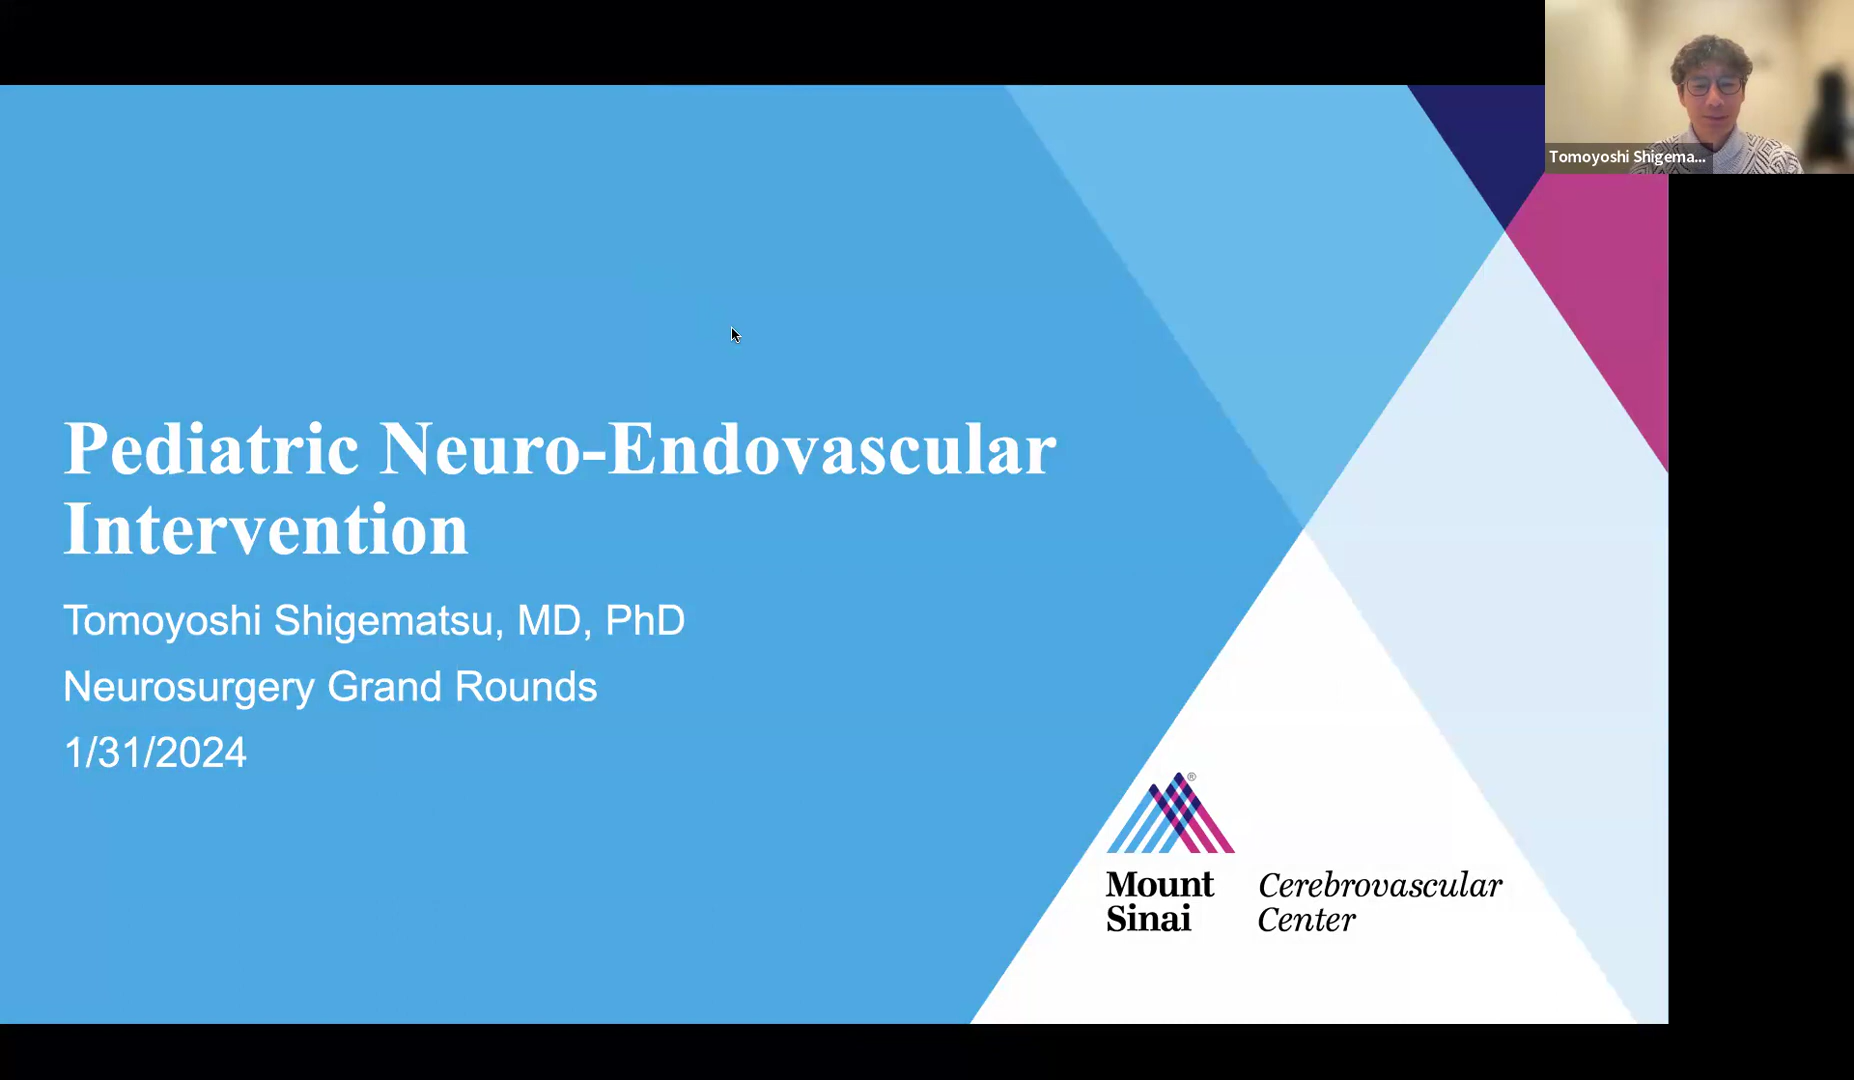 Tomoyoshi Shigema...
Pediatric Neuro-Endovascular
Intervention
Tomoyoshi Shigematsu, MD, PhD
Neurosurgery Grand Rounds
1/31/2024
®
Mount
Sinai
Cerebrovascular
Center